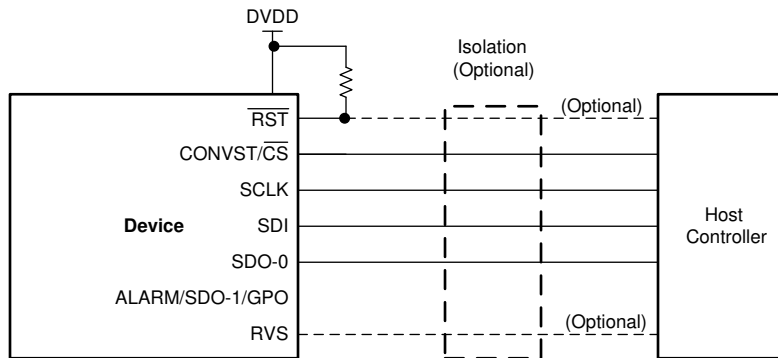 DVDD
Isolation
(Optional)
RST
(Optional)
CONVST/CS
SCLK
Device
SDI
Host
Controller
SDO-0
ALARM/SDO-1/GPO
RVS
(Optional)